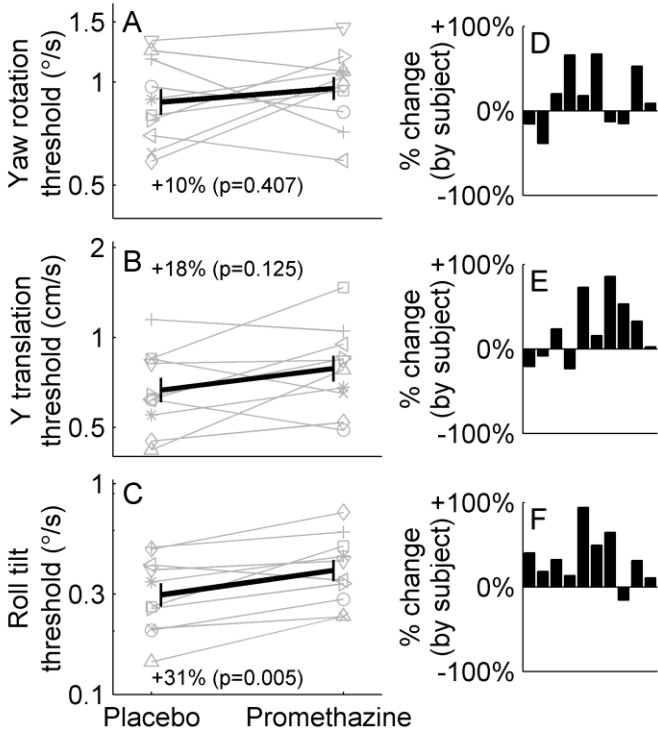 A
Yaw rotation
threshold (°/s)
1.5
1
0.5
+10% (p=0.407)
D
% change
(by subject)
+100%
0%
-100%
B
Y translation
threshold (cm/s)
2
1
0.5
+18% (p=0.125)
E
% change
(by subject)
+100%
0%
-100%
C
Roll tilt
threshold (°/s)
1
0.3
0.1
+31% (p=0.005)
Placebo Promethazine
F
% change
(by subject)
+100%
0%
-100%